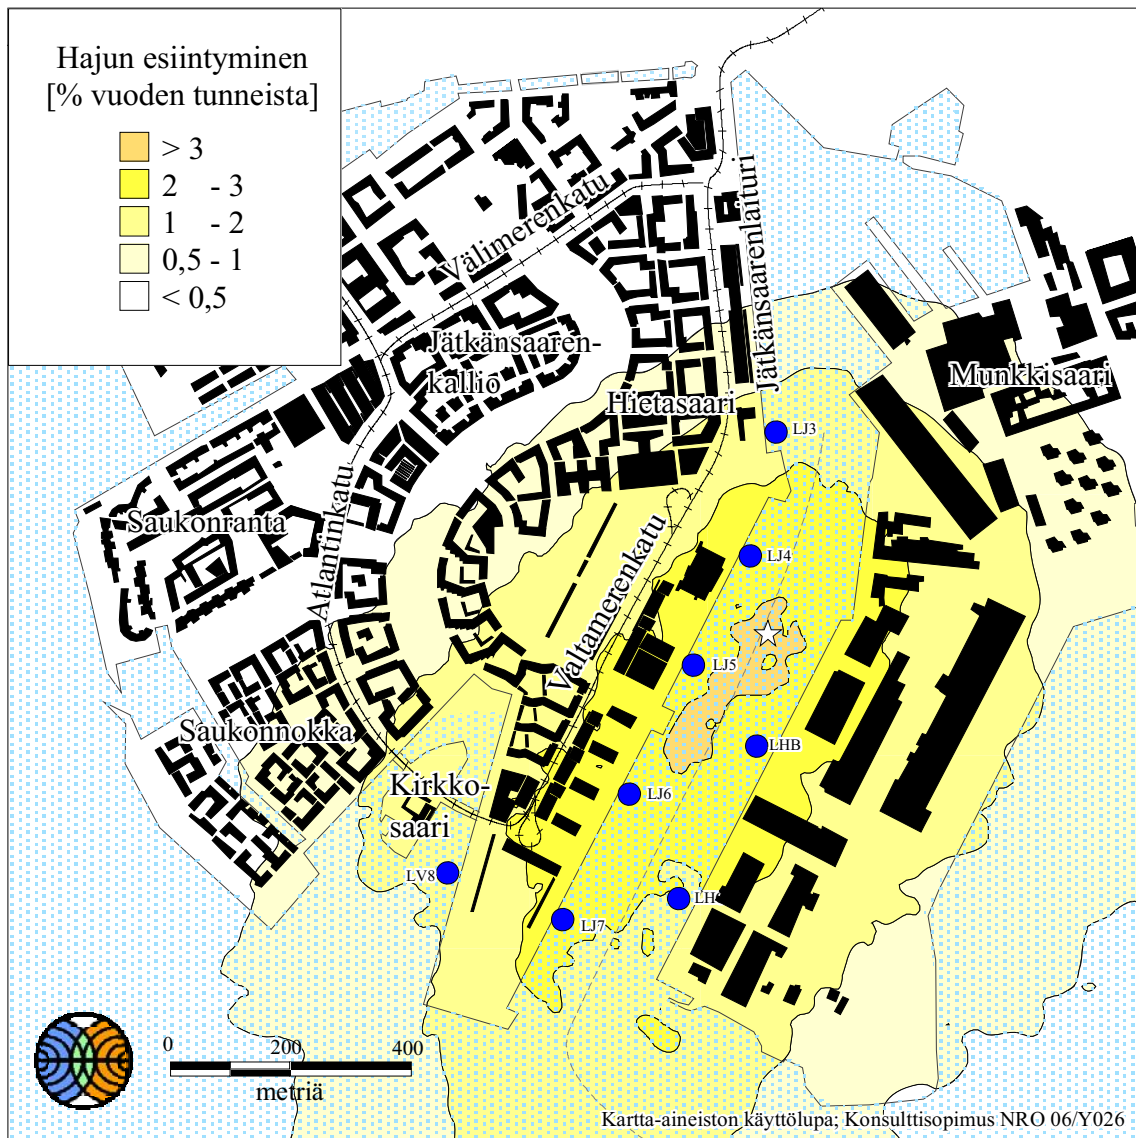 Hajun esiintyminen
[% vuoden tunneista]
> 3
2 - 3
1 - 2
0,5 - 1
< 0,5
Välimerenkatu
Jätkänsaarenlaituri
Jätkänsaaren-
kallio
Hietasaari
Munkkisaari
LJ3
Saukonranta
Atlantinkatu
Valtamerenkatu
LJ4
LJ5
Saukonnokka
LHB
Kirkko-
saari
LJ6
LV8
LH
LJ7
0 200 400
metriä
Kartta-aineiston käyttölupa; Konsulttisopimus NRO 06/Y026